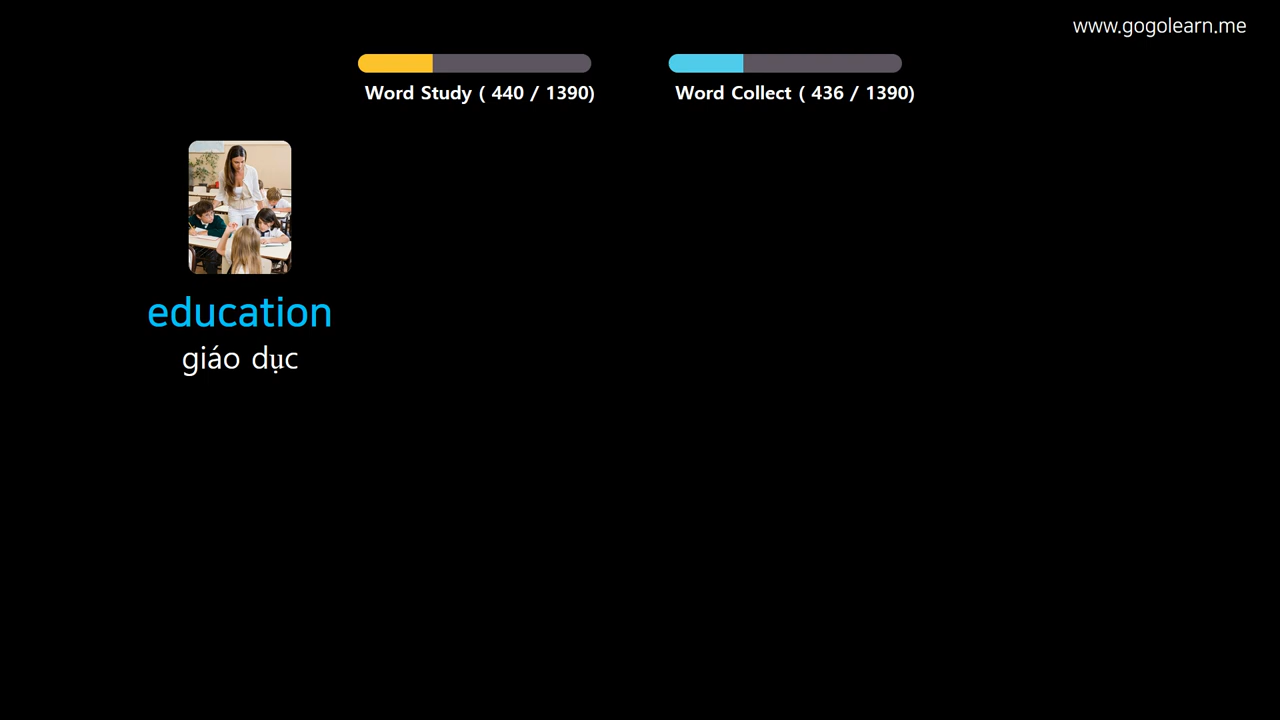 www.gogolearn.me
Word Study ( 440 / 1390)
Word Collect ( 436 / 1390)
education
giáo dục